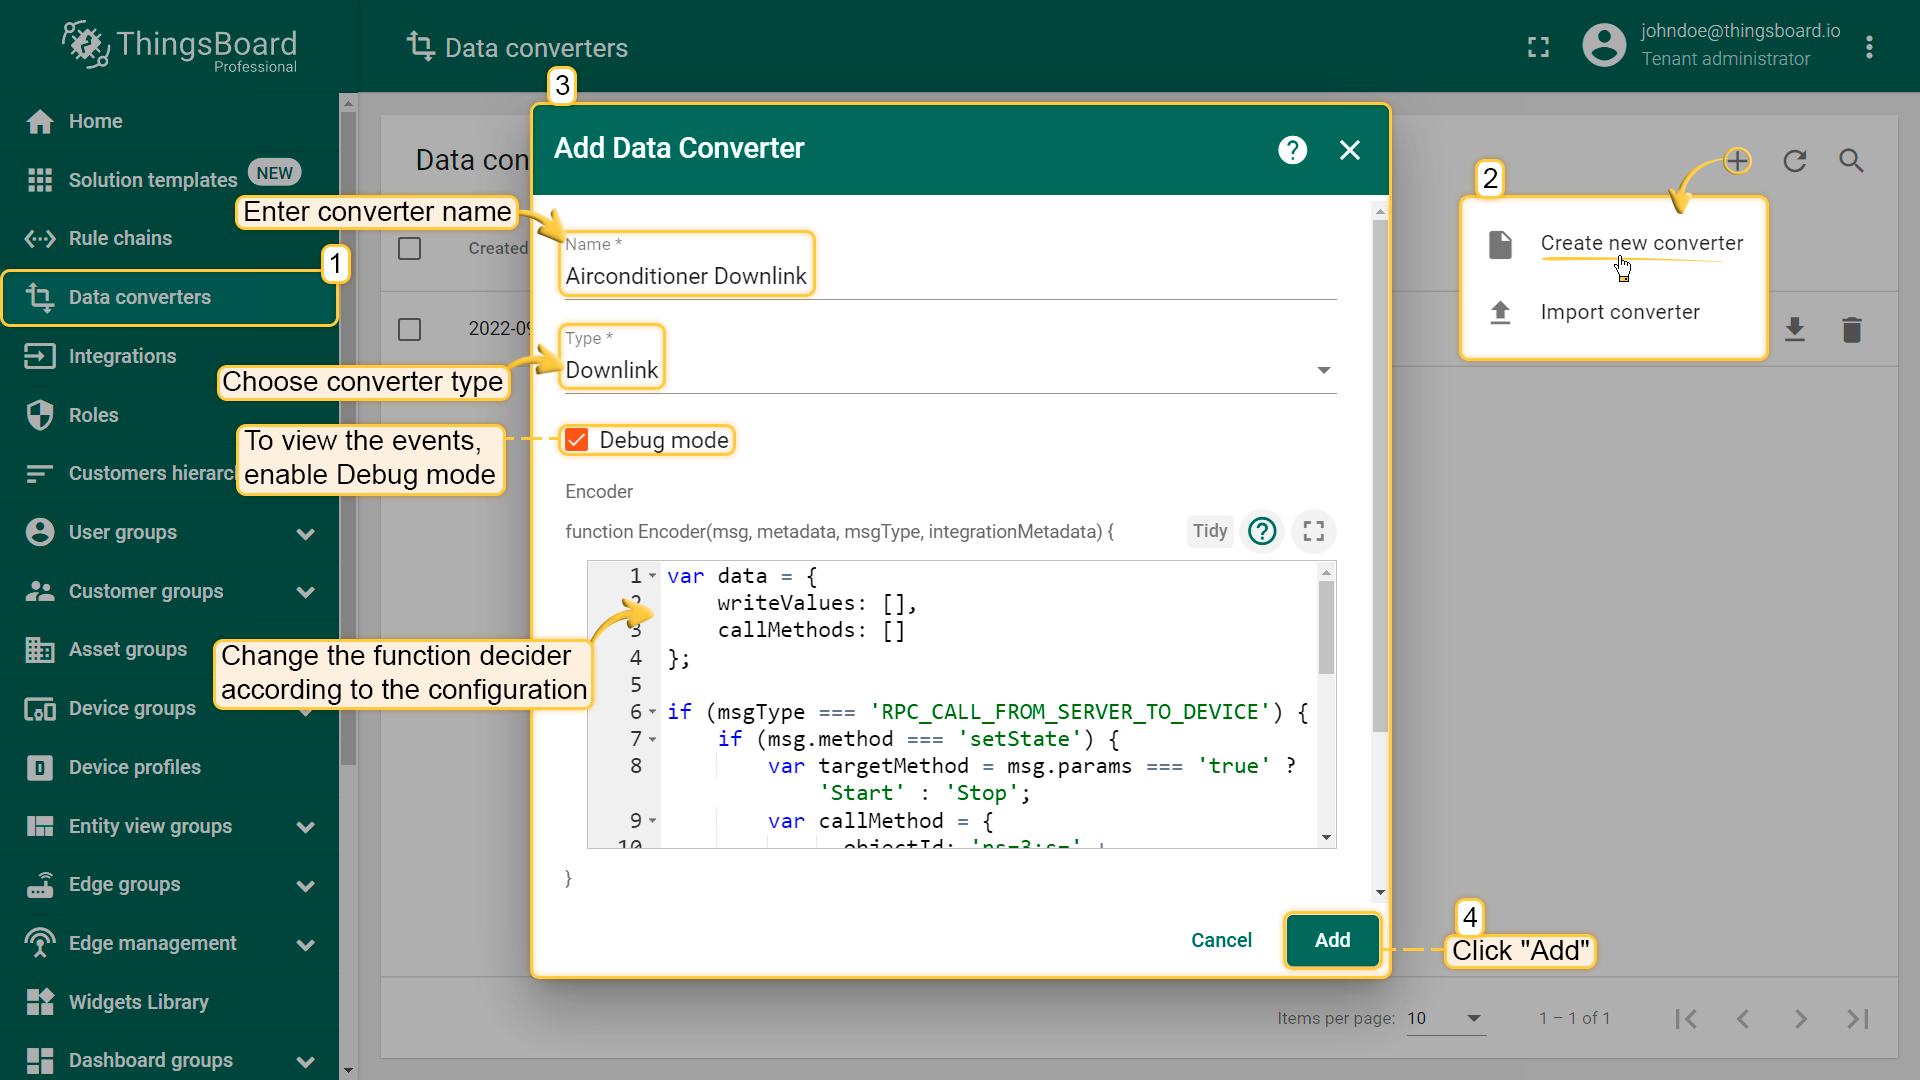 ThingsBoard
Professional
Data converters
johndoe@thingsboard.io
Tenant administrator
Home
Solution templates
NEW
Rule chains
Data converters
Integrations
Roles
Customers hierarc
User groups
Customer groups
Asset groups
Device groups
Device profiles
Entity view groups
Edge groups
Edge management
Widgets Library
Dashboard groups
1
Data con
Created
2022-09
3
Add Data Converter
Enter converter name
Name *
Airconditioner Downlink
Choose converter type
Type *
Downlink
To view the events,
enable Debug mode
Debug mode
Encoder
function Encoder(msg, metadata, msgType, integrationMetadata) {
Tidy
Change the function decider
according to the configuration
1 var data = {
2     writeValues: [],
3     callMethods: []
4 };
5
6 if (msgType === 'RPC_CALL_FROM_SERVER_TO_DEVICE') {
7     if (msg.method === 'setState') {
8         var targetMethod = msg.params === 'true' ?
'Start' : 'Stop';
9         var callMethod = {
10 objectId: 'ns=3;s=' +
}
Cancel
Add
2
Create new converter
Import converter
4
Click "Add"
Items per page: 10
1 – 1 of 1